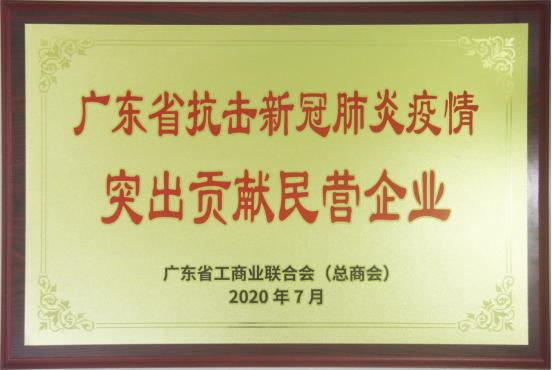 广东省抗击新冠肺炎疫情
突出贡献民营企业
广东省工商业联合会（总商会）
2020年7月